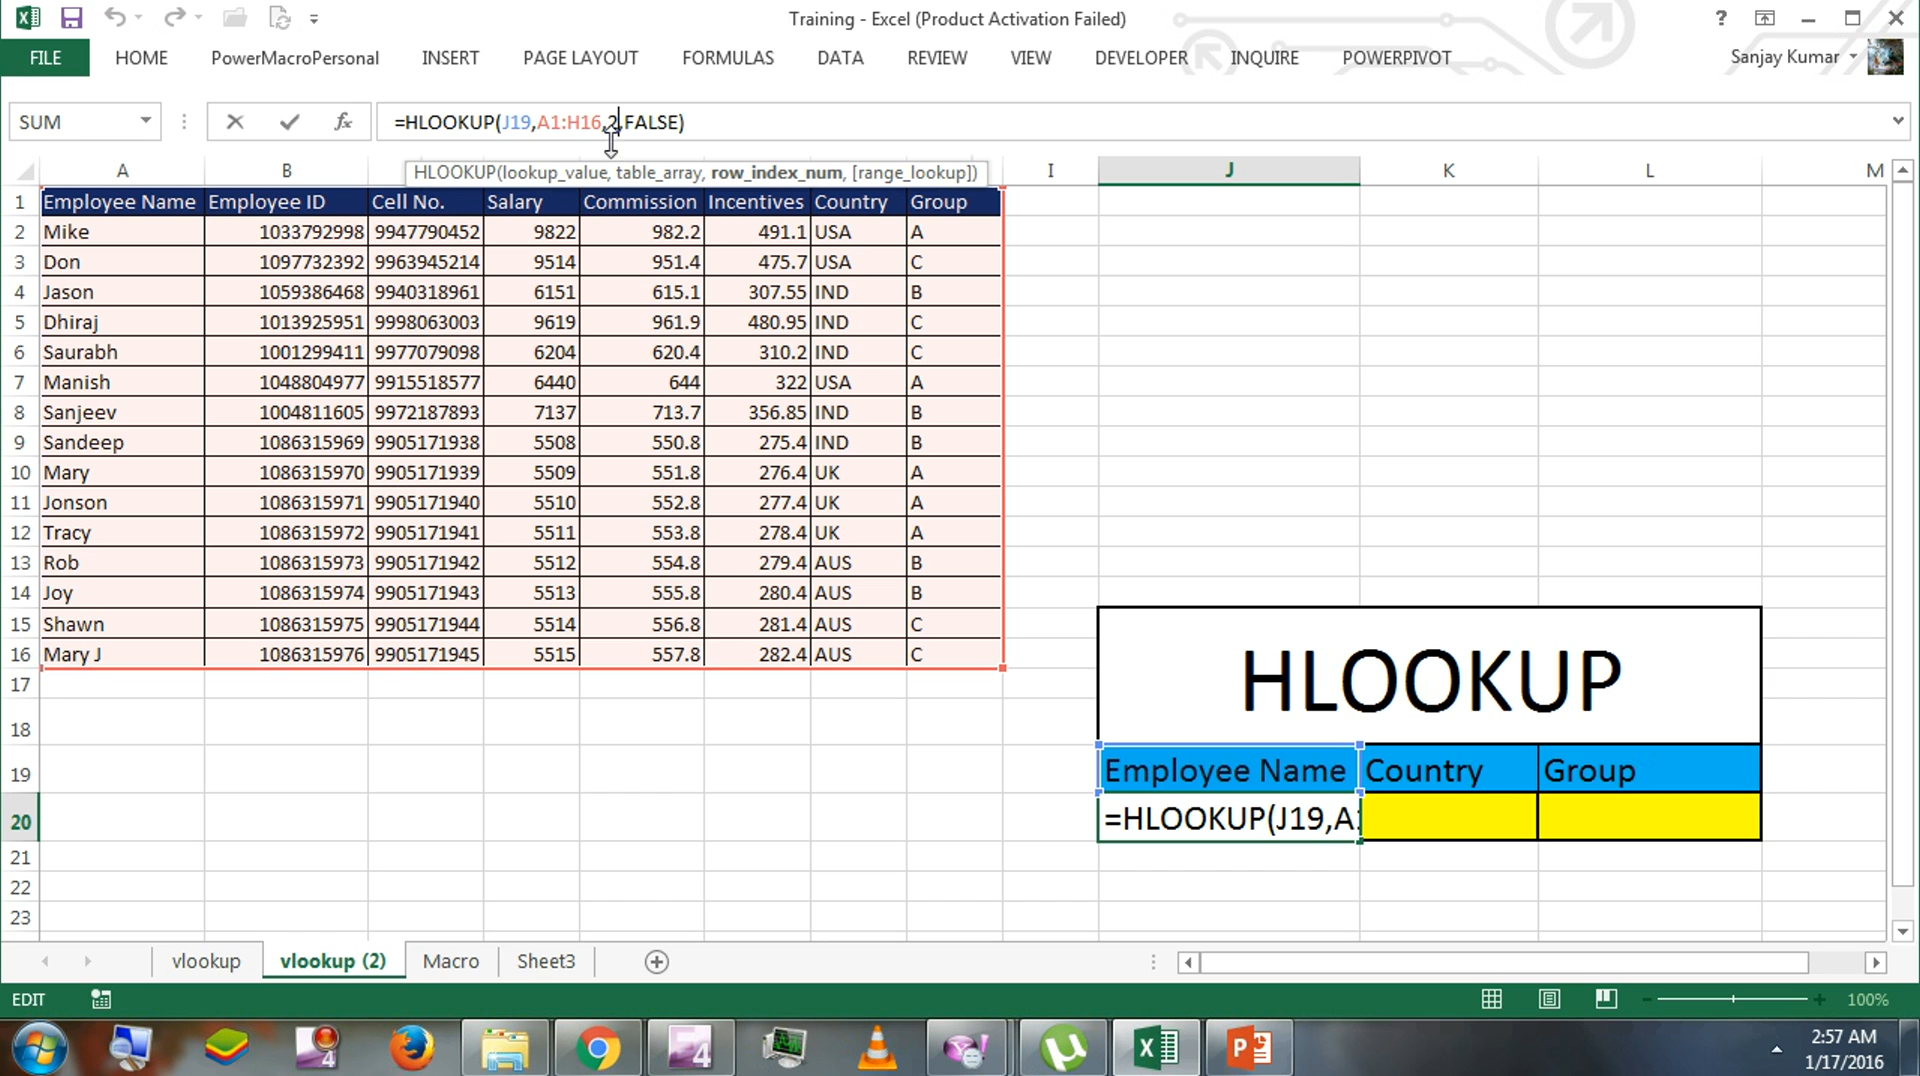 Training - Excel (Product Activation Failed)
?
FILE HOME PowerMacroPersonal INSERT PAGE LAYOUT FORMULAS DATA REVIEW VIEW DEVELOPER INQUIRE POWERPIVOT Sanjay Kumar
SUM fx =HLOOKUP(J19,A1:H16,2,FALSE)
HLOOKUP(lookup_value, table_array, row_index_num, [range_lookup])
A B I J K L M
1 Employee Name Employee ID Cell No. Salary Commission Incentives Country Group
2 Mike 1033792998 9947790452 9822 982.2 491.1 USA A
3 Don 1097732392 9963945214 9514 951.4 475.7 USA C
4 Jason 1059386468 9940318961 6151 615.1 307.55 IND B
5 Dhiraj 1013925951 9998063003 9619 961.9 480.95 IND C
6 Saurabh 1001299411 9977079098 6204 620.4 310.2 IND C
7 Manish 1048804977 9915518577 6440 644 322 USA A
8 Sanjeev 1004811605 9972187893 7137 713.7 356.85 IND B
9 Sandeep 1086315969 9905171938 5508 550.8 275.4 IND B
10 Mary 1086315970 9905171939 5509 551.8 276.4 UK A
11 Jonson 1086315971 9905171940 5510 552.8 277.4 UK A
12 Tracy 1086315972 9905171941 5511 553.8 278.4 UK A
13 Rob 1086315973 9905171942 5512 554.8 279.4 AUS B
14 Joy 1086315974 9905171943 5513 555.8 280.4 AUS B
15 Shawn 1086315975 9905171944 5514 556.8 281.4 AUS C
16 Mary J 1086315976 9905171945 5515 557.8 282.4 AUS C
17
18 HLOOKUP
19 Employee Name Country Group
20 =HLOOKUP(J19,A1
21
22
23
vlookup vlookup (2) Macro Sheet3
EDIT 100%
2:57 AM
1/17/2016